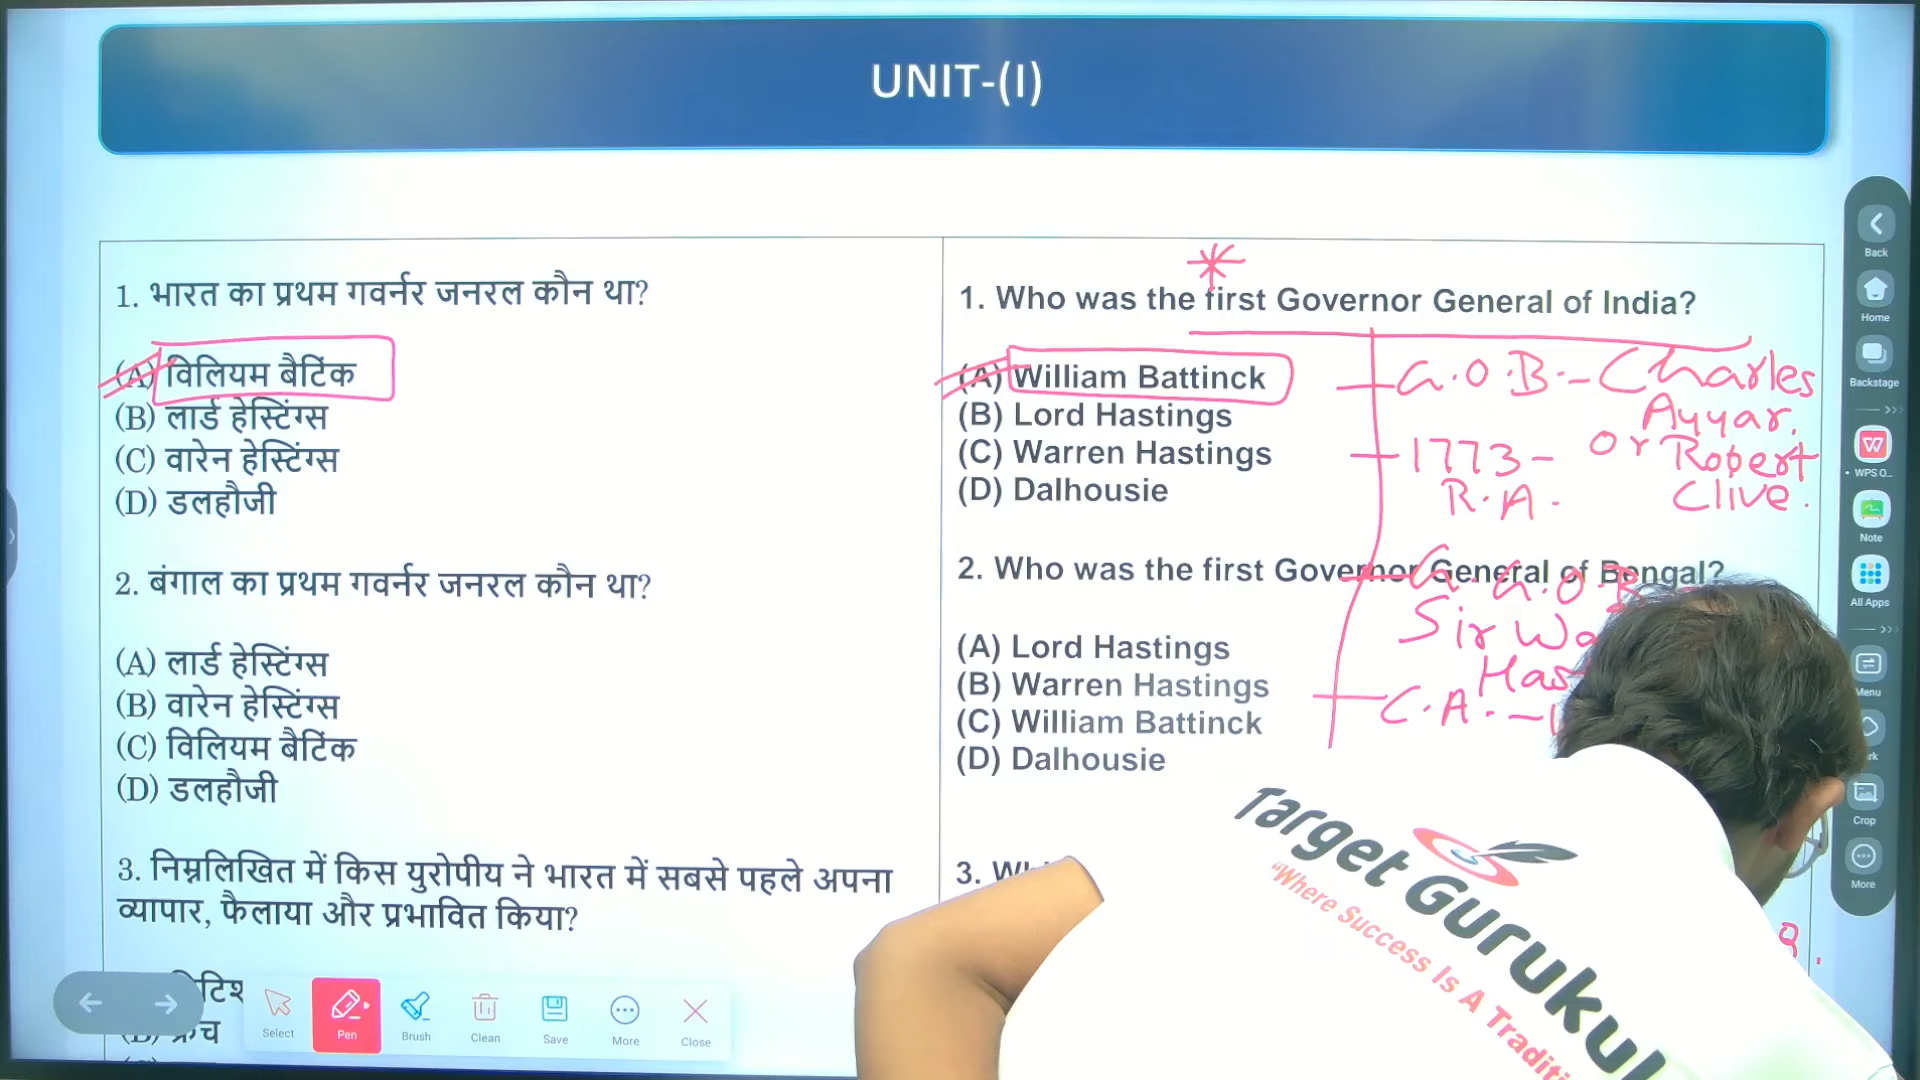 UNIT-(I)
1. भारत का प्रथम गवर्नर जनरल कौन था?
(A) विलियम बैटिंक
(B) लार्ड हेस्टिंग्स
(C) वारेन हेस्टिंग्स
(D) डलहौजी
2. बंगाल का प्रथम गवर्नर जनरल कौन था?
(A) लार्ड हेस्टिंग्स
(B) वारेन हेस्टिंग्स
(C) विलियम बैटिंक
(D) डलहौजी
3. निम्नलिखित में किस युरोपीय ने भारत में सबसे पहले अपना
व्यापार, फैलाया और प्रभावित किया?
1. Who was the first Governor General of India?
(A) William Battinck
(B) Lord Hastings
(C) Warren Hastings
(D) Dalhousie
2. Who was the first Governor General of Bengal?
(A) Lord Hastings
(B) Warren Hastings
(C) William Battinck
(D) Dalhousie
3.
G.O.B.- Charles
Ayyar.
or Robert
Clive.
1773-
R.A.
G.G.O.B
Sir
C.A.-
Target Gurukul
"Where Success Is A
Back
Home
Backstage
WPS O...
Note
All Apps
Menu
Crop
More
Select
Pen
Brush
Clean
Save
More
Close